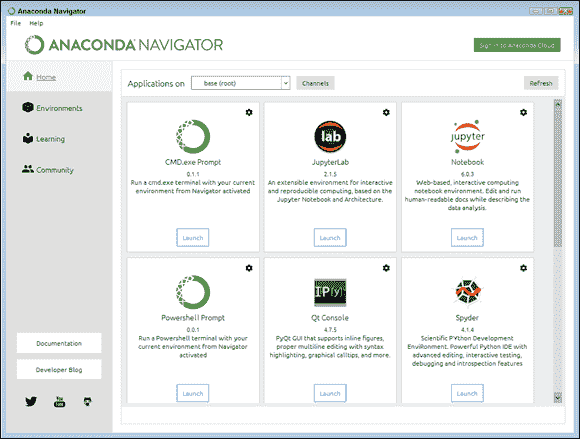 Anaconda Navigator
File Help
ANACONDA NAVIGATOR
Sign in to Anaconda Cloud
Home
Environments
Learning
Community
Documentation
Developer Blog
You
Tube
Applications on base (root) Channels Refresh
CMD.exe Prompt
0.1.1
Run a cmd.exe terminal with your current
environment from Navigator activated
Launch
lab
JupyterLab
2.1.5
An extensible environment for interactive
and reproducible computing, based on the
Jupyter Notebook and Architecture.
Launch
jupyter
Notebook
6.0.3
Web-based, interactive computing
notebook environment. Edit and run
human-readable docs while describing the
data analysis.
Launch
Powershell Prompt
0.0.1
Run a Powershell terminal with your
current environment from Navigator
activated
Launch
IP[y]:
Qt Console
4.7.5
PyQt GUI that supports inline figures,
proper multiline editing with syntax
highlighting, graphical calltips, and more.
Launch
Spyder
4.1.4
Scientific PYthon Development
EnviRonment. Powerful Python IDE with
advanced editing, interactive testing,
debugging and introspection features
Launch